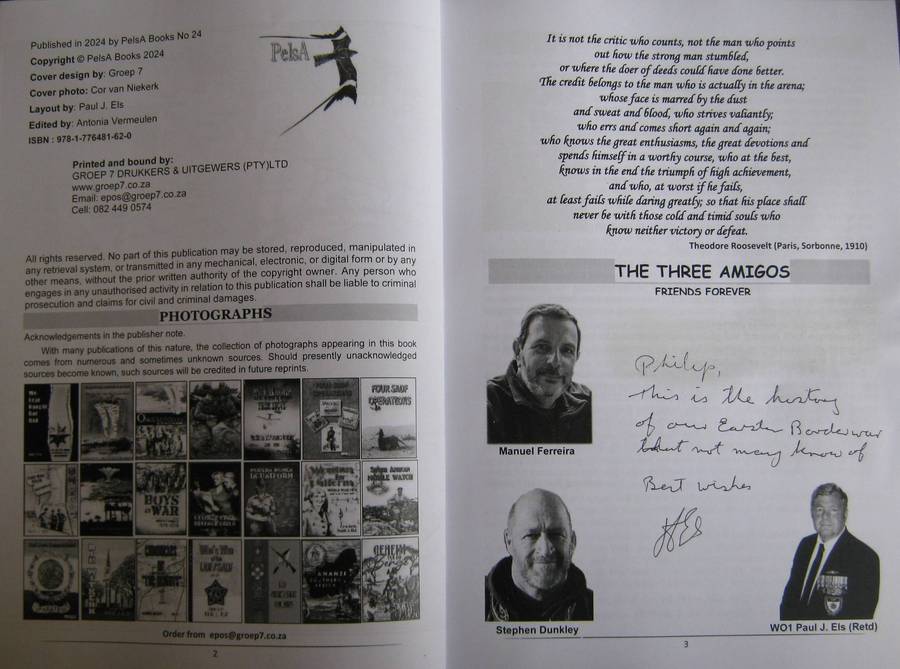 Published in 2024 by PelsA Books No 24
Copyright © PelsA Books 2024
Cover design by: Groep 7
Cover photo: Cor van Niekerk
Layout by: Paul J. Els
Edited by: Antonia Vermeulen
ISBN : 978-1-776481-62-0
PelsA
Printed and bound by:
GROEP 7 DRUKKERS & UITGEWERS (PTY)LTD
www.groep7.co.za
Email: epos@groep7.co.za
Cell: 082 449 0574
All rights reserved. No part of this publication may be stored, reproduced, manipulated in
any retrieval system, or transmitted in any mechanical, electronic, or digital form or by any
other means, without the prior written authority of the copyright owner. Any person who
engages in any unauthorised activity in relation to this publication shall be liable to criminal
prosecution and claims for civil and criminal damages.
PHOTOGRAPHS
Acknowledgements in the publisher note.
With many publications of this nature, the collection of photographs appearing in this book
comes from numerous and sometimes unknown sources. Should presently unacknowledged
sources become known, such sources will be credited in future reprints.
FOUR SADF
OPERATIONS
BOYS
WAR
Who's Who
Order from epos@groep7.co.za
2
It is not the critic who counts, not the man who points
out how the strong man stumbled,
or where the doer of deeds could have done better.
The credit belongs to the man who is actually in the arena;
whose face is marred by the dust
and sweat and blood, who strives valiantly;
who errs and comes short again and again;
who knows the great enthusiasms, the great devotions and
spends himself in a worthy course, who at the best,
knows in the end the triumph of high achievement,
and who, at worst if he fails,
at least fails while daring greatly; so that his place shall
never be with those cold and timid souls who
know neither victory or defeat.
Theodore Roosevelt (Paris, Sorbonne, 1910)
THE THREE AMIGOS
FRIENDS FOREVER
Philip,
This is the history
of our Eastern Border war
that not many know of
Best wishes
Manuel Ferreira
Stephen Dunkley
WO1 Paul J. Els (Retd)
3